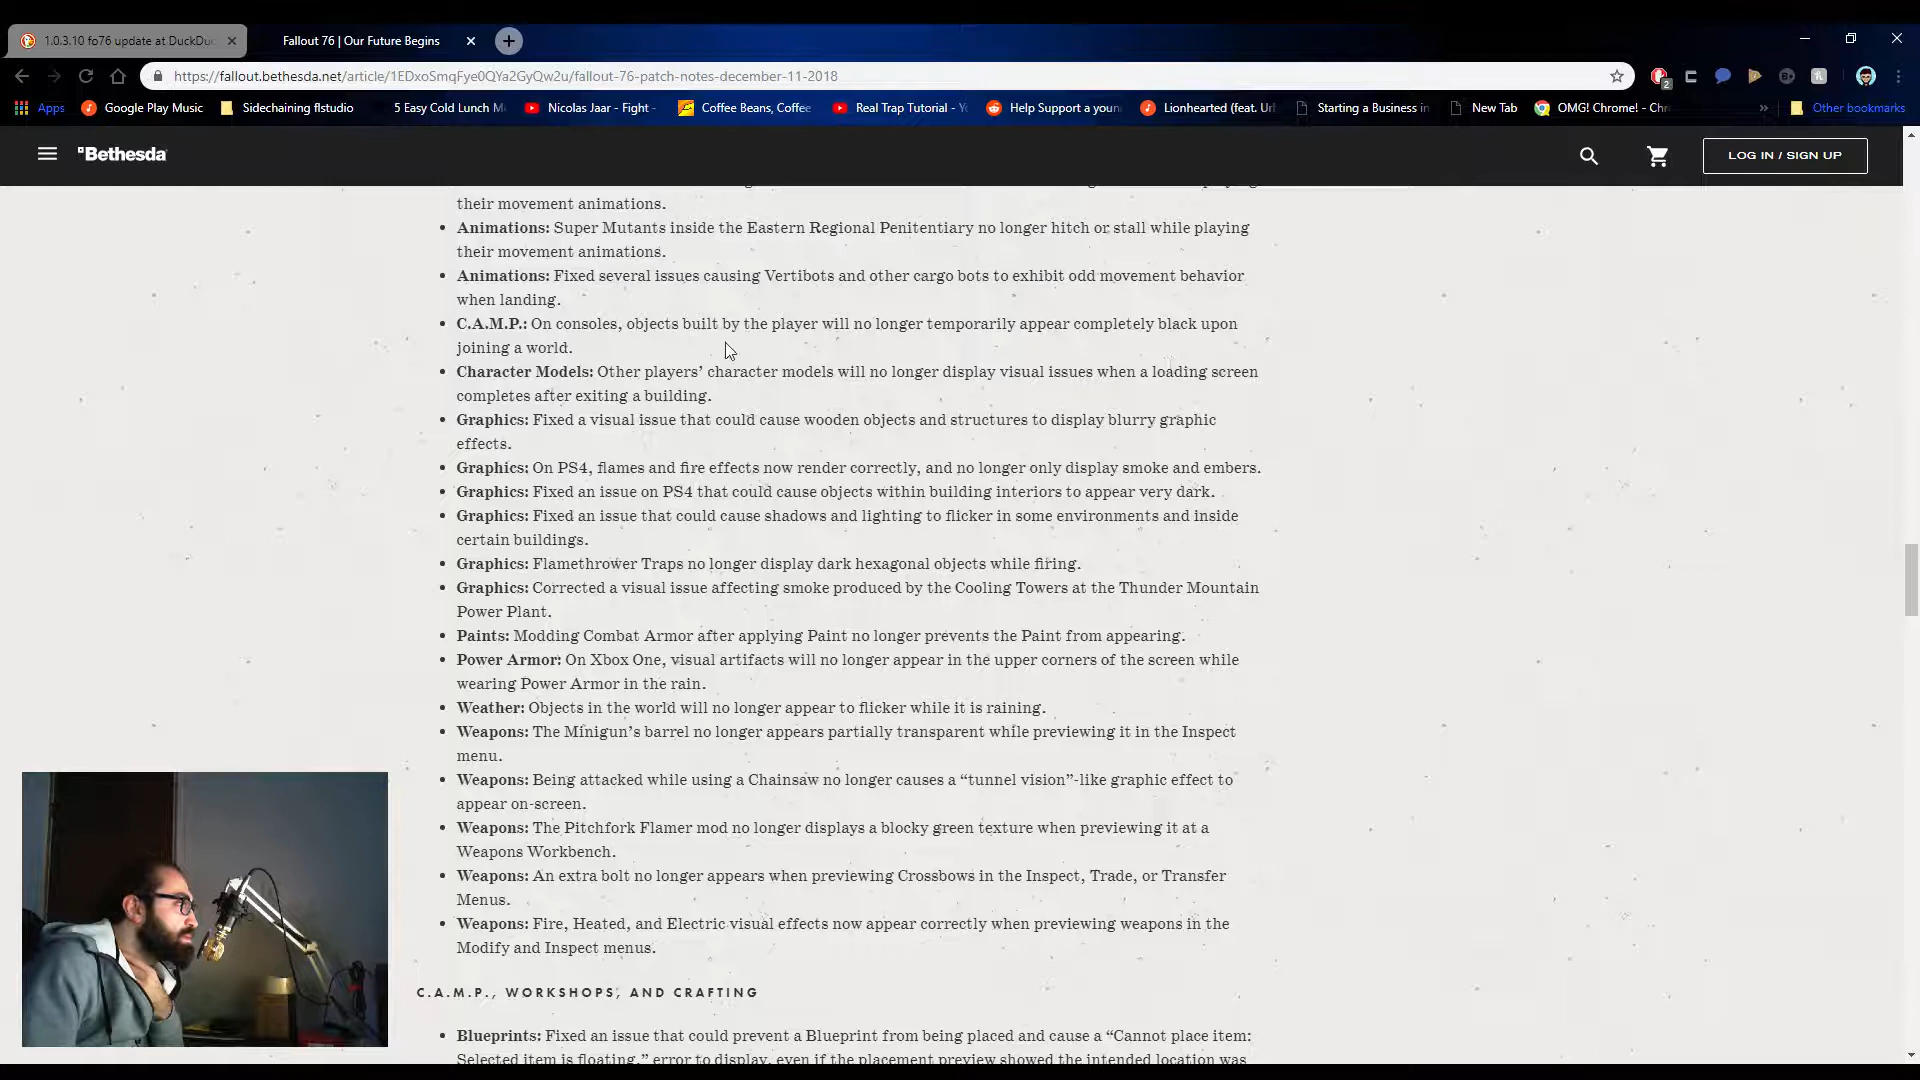 1.0.3.10 fo76 update at DuckDuc
Fallout 76 | Our Future Begins
https://fallout.bethesda.net/article/1EDxoSmqFye0QYa2GyQw2u/fallout-76-patch-notes-december-11-2018
2
Apps
Google Play Music
Sidechaining flstudio
5 Easy Cold Lunch M
Nicolas Jaar - Fight -
Coffee Beans, Coffee
Real Trap Tutorial - Y
Help Support a youn
Lionhearted (feat. Ur
Starting a Business in
New Tab
OMG! Chrome! - Chr
Other bookmarks
Bethesda
LOG IN / SIGN UP
their movement animations.
• Animations: Super Mutants inside the Eastern Regional Penitentiary no longer hitch or stall while playing
their movement animations.
• Animations: Fixed several issues causing Vertibots and other cargo bots to exhibit odd movement behavior
when landing.
• C.A.M.P.: On consoles, objects built by the player will no longer temporarily appear completely black upon
joining a world.
• Character Models: Other players’ character models will no longer display visual issues when a loading screen
completes after exiting a building.
• Graphics: Fixed a visual issue that could cause wooden objects and structures to display blurry graphic
effects.
• Graphics: On PS4, flames and fire effects now render correctly, and no longer only display smoke and embers.
• Graphics: Fixed an issue on PS4 that could cause objects within building interiors to appear very dark.
• Graphics: Fixed an issue that could cause shadows and lighting to flicker in some environments and inside
certain buildings.
• Graphics: Flamethrower Traps no longer display dark hexagonal objects while firing.
• Graphics: Corrected a visual issue affecting smoke produced by the Cooling Towers at the Thunder Mountain
Power Plant.
• Paints: Modding Combat Armor after applying Paint no longer prevents the Paint from appearing.
• Power Armor: On Xbox One, visual artifacts will no longer appear in the upper corners of the screen while
wearing Power Armor in the rain.
• Weather: Objects in the world will no longer appear to flicker while it is raining.
• Weapons: The Minigun’s barrel no longer appears partially transparent while previewing it in the Inspect
menu.
• Weapons: Being attacked while using a Chainsaw no longer causes a “tunnel vision”-like graphic effect to
appear on-screen.
• Weapons: The Pitchfork Flamer mod no longer displays a blocky green texture when previewing it at a
Weapons Workbench.
• Weapons: An extra bolt no longer appears when previewing Crossbows in the Inspect, Trade, or Transfer
Menus.
• Weapons: Fire, Heated, and Electric visual effects now appear correctly when previewing weapons in the
Modify and Inspect menus.
C.A.M.P., WORKSHOPS, AND CRAFTING
• Blueprints: Fixed an issue that could prevent a Blueprint from being placed and cause a “Cannot place item:
Selected item is floating.” error to display, even if the placement preview showed the intended location was